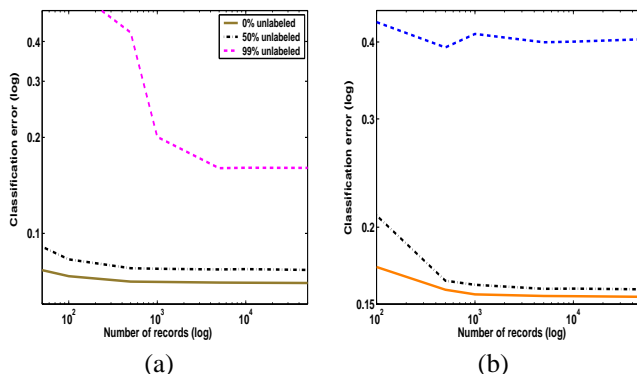 0.4
0.3
0.2
0.1
Classification error (log)
10^2
10^3
10^4
Number of records (log)
0% unlabeled
50% unlabeled
99% unlabeled
(a)
0.4
0.3
0.2
0.15
Classification error (log)
10^2
10^3
10^4
Number of records (log)
(b)